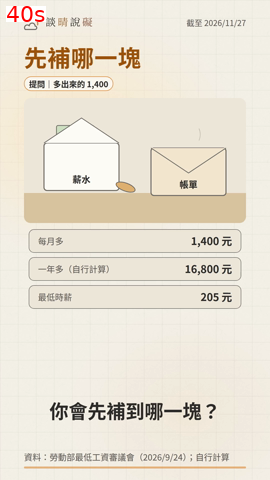 40s
談晴說礙
截至 2026/11/27
先補哪一塊
提問｜多出來的 1,400
薪水
帳單
每月多
1,400 元
一年多（自行計算）
16,800 元
最低時薪
205 元
你會先補到哪一塊？
資料：勞動部最低工資審議會（2026/9/24）；自行計算